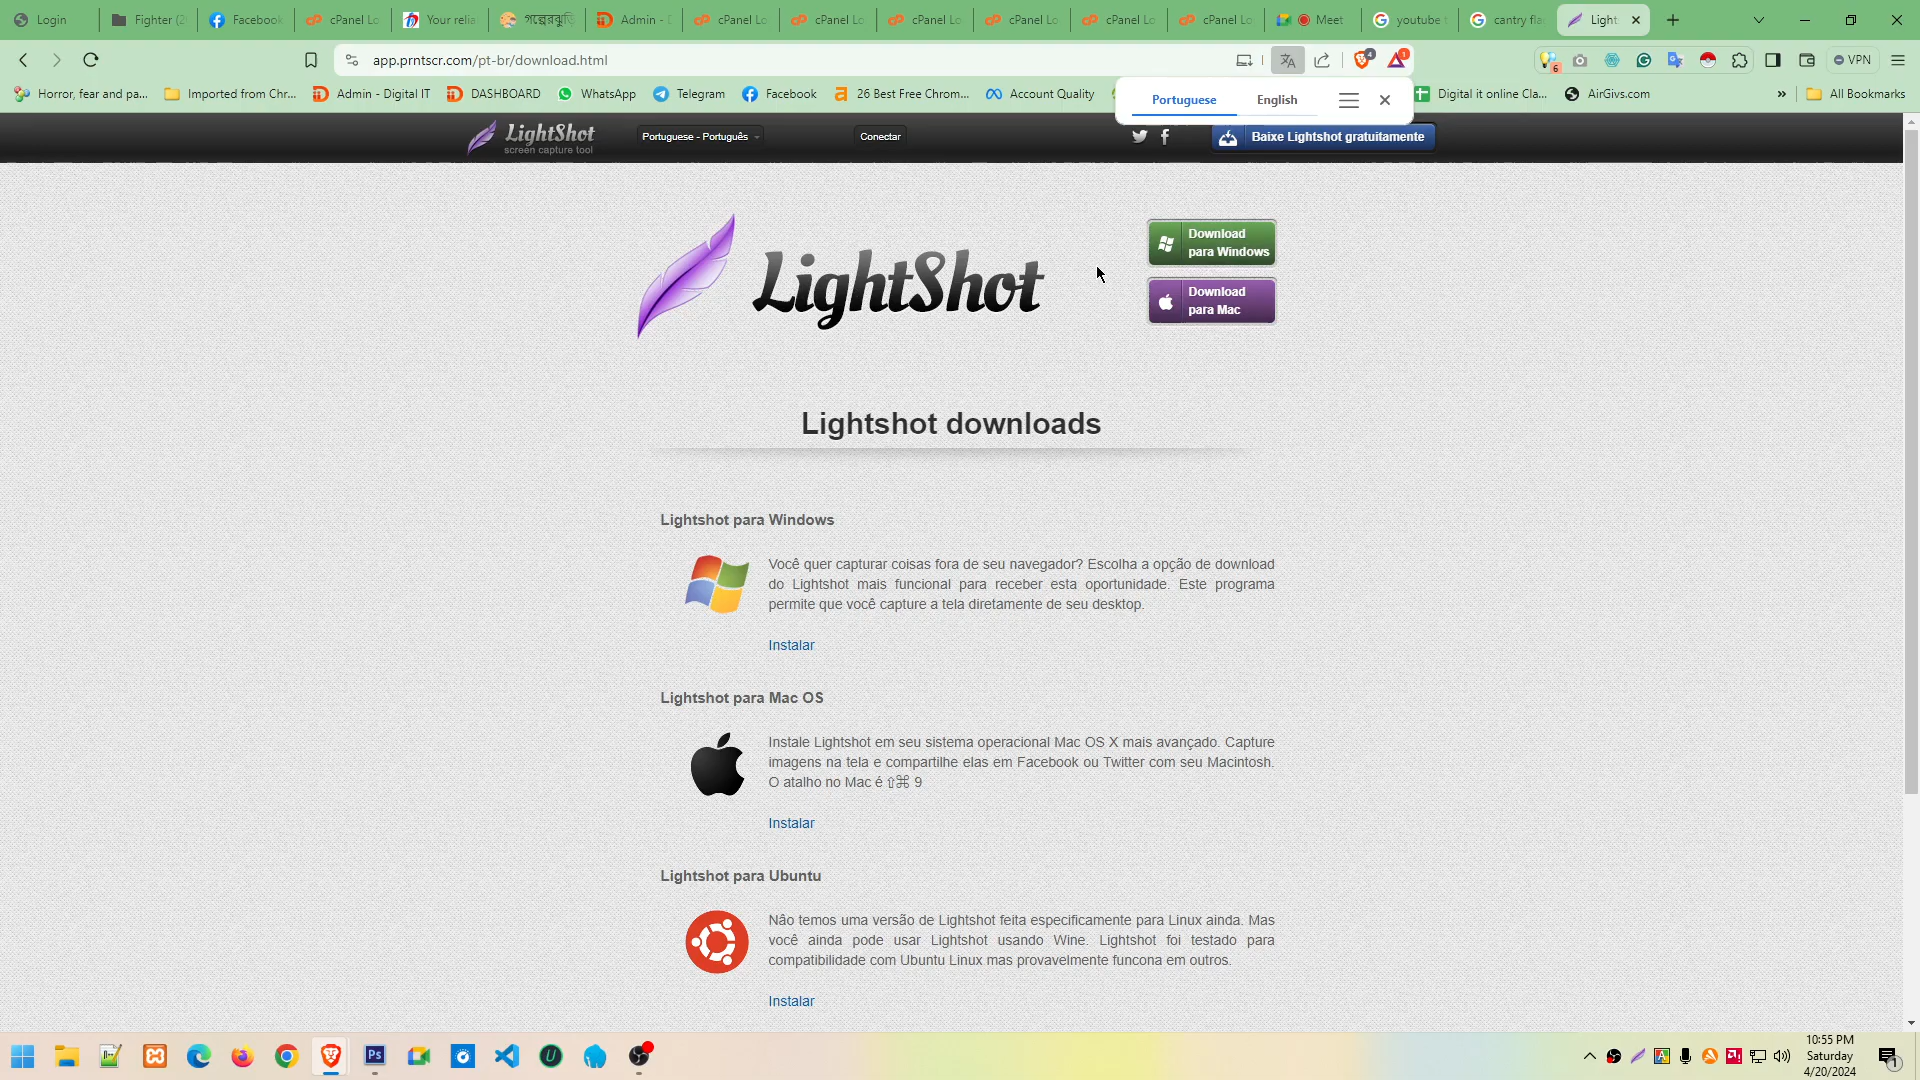 Login
Fighter (2
Facebook
cPanel Lo
Your relia
গল্পেরঝুড়ি
Admin - D
cPanel Lo
cPanel Lo
cPanel Lo
cPanel Lo
cPanel Lo
cPanel Lo
Meet
youtube t
cantry fla
Light
app.prntscr.com/pt-br/download.html
4
1
6
VPN
Horror, fear and pa...
Imported from Chr...
Admin - Digital IT
DASHBOARD
WhatsApp
Telegram
Facebook
26 Best Free Chrom...
Account Quality
Portuguese
English
Digital it online Cla...
AirGivs.com
»
All Bookmarks
LightShot
screen capture tool
Portuguese - Português
Conectar
Baixe Lightshot gratuitamente
LightShot
Download
para Windows
Download
para Mac
Lightshot downloads
Lightshot para Windows
Você quer capturar coisas fora de seu navegador? Escolha a opção de download
do Lightshot mais funcional para receber esta oportunidade. Este programa
permite que você capture a tela diretamente de seu desktop.
Instalar
Lightshot para Mac OS
Instale Lightshot em seu sistema operacional Mac OS X mais avançado. Capture
imagens na tela e compartilhe elas em Facebook ou Twitter com seu Macintosh.
O atalho no Mac é ⇧⌘ 9
Instalar
Lightshot para Ubuntu
Nâo temos uma versão de Lightshot feita especificamente para Linux ainda. Mas
você ainda pode usar Lightshot usando Wine. Lightshot foi testado para
compatibilidade com Ubuntu Linux mas provavelmente funcona em outros.
Instalar
Ps
10:55 PM
Saturday
4/20/2024
1